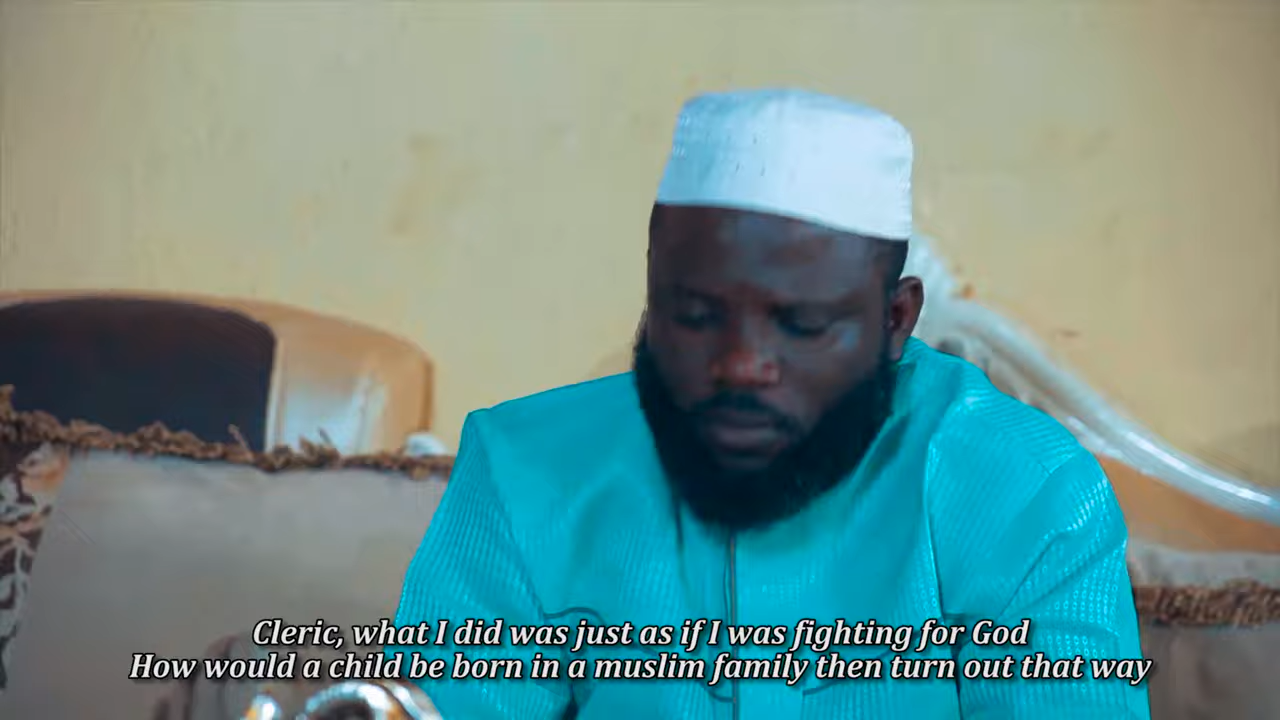 Cleric, what I did was just as if I was fighting for God
How would a child be born in a muslim family then turn out that way